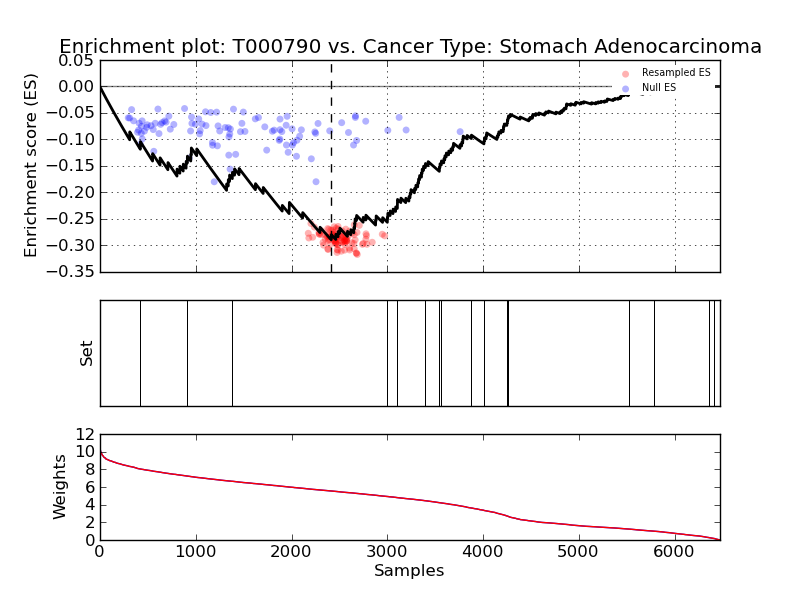 Enrichment plot: T000790 vs. Cancer Type: Stomach Adenocarcinoma
0.05
0.00
−0.05
−0.10
−0.15
−0.20
−0.25
−0.30
−0.35
Enrichment score (ES)
Resampled ES
Null ES
Set
12
10
8
6
4
2
0
Weights
0 1000 2000 3000 4000 5000 6000
Samples